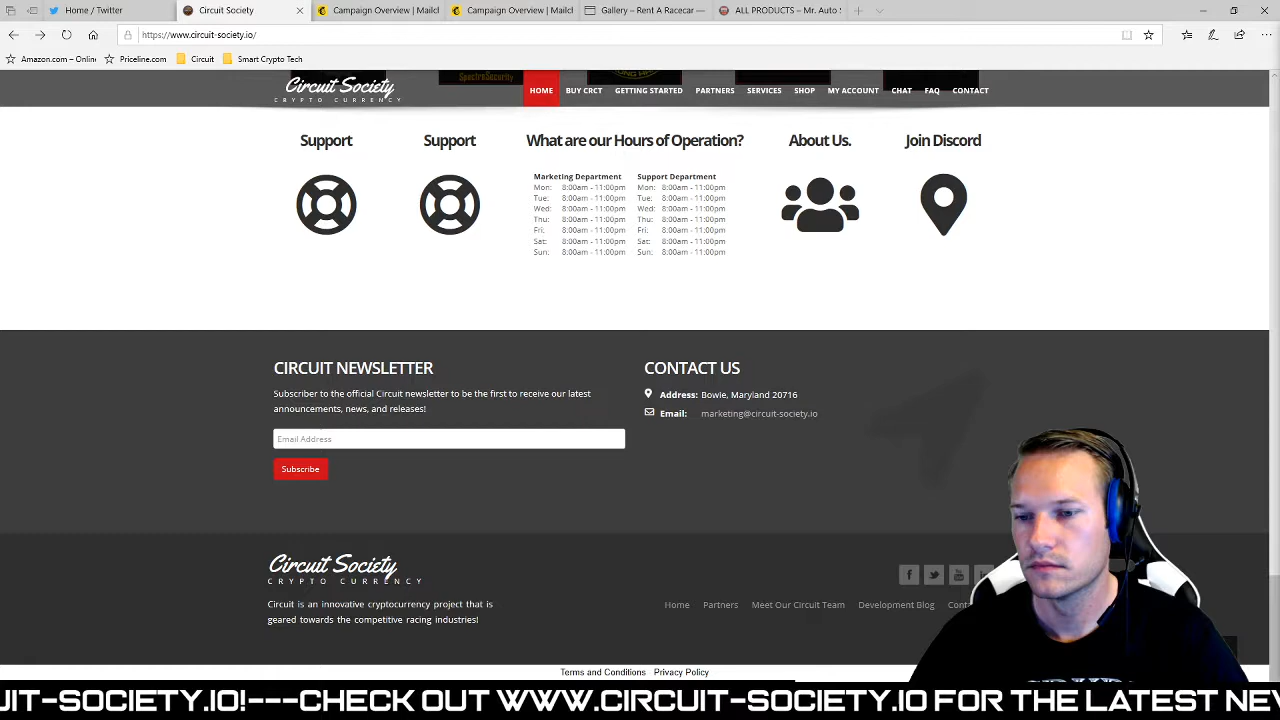 Home / Twitter
Circuit Society
Campaign Overview | Mailcl
Campaign Overview | Mailcl
Gallery – Rent A Racecar
ALL PRODUCTS – Mr. Auto
https://www.circuit-society.io/
Amazon.com – Onlin
Priceline.com
Circuit
Smart Crypto Tech
Circuit Society
CRYPTO CURRENCY
SpectroSecurity
HOME
BUY CRCT
GETTING STARTED
PARTNERS
SERVICES
SHOP
MY ACCOUNT
CHAT
FAQ
CONTACT
Support
Support
What are our Hours of Operation?
About Us.
Join Discord
Marketing Department
Mon: 8:00am - 11:00pm
Tue: 8:00am - 11:00pm
Wed: 8:00am - 11:00pm
Thu: 8:00am - 11:00pm
Fri: 8:00am - 11:00pm
Sat: 8:00am - 11:00pm
Sun: 8:00am - 11:00pm
Support Department
Mon: 8:00am - 11:00pm
Tue: 8:00am - 11:00pm
Wed: 8:00am - 11:00pm
Thu: 8:00am - 11:00pm
Fri: 8:00am - 11:00pm
Sat: 8:00am - 11:00pm
Sun: 8:00am - 11:00pm
CIRCUIT NEWSLETTER
Subscriber to the official Circuit newsletter to be the first to receive our latest
announcements, news, and releases!
Email Address
Subscribe
CONTACT US
Address: Bowie, Maryland 20716
Email: marketing@circuit-society.io
Circuit Society
CRYPTO CURRENCY
Circuit is an innovative cryptocurrency project that is
geared towards the competitive racing industries!
Home
Partners
Meet Our Circuit Team
Development Blog
Cont
Terms and Conditions
Privacy Policy
UIT-SOCIETY.IO!---CHECK OUT WWW.CIRCUIT-SOCIETY.IO FOR THE LATEST NEW